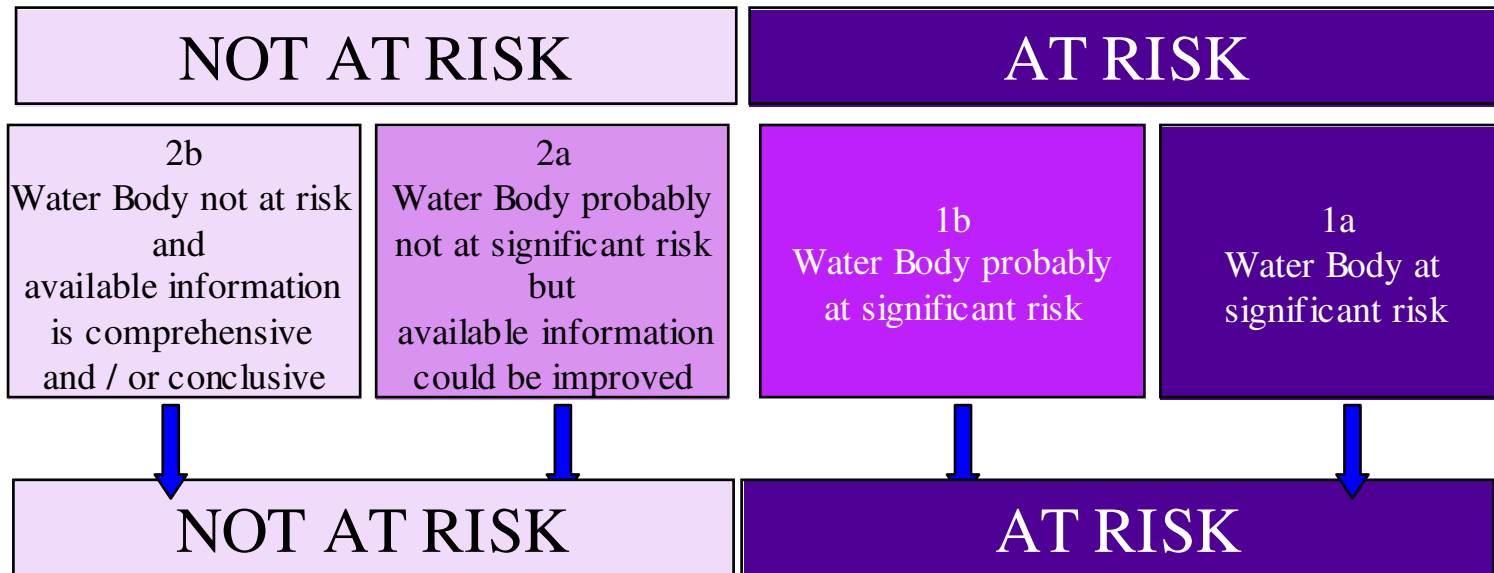 NOT AT RISK
AT RISK
2b
Water Body not at risk
and
available information
is comprehensive
and / or conclusive
2a
Water Body probably
not at significant risk
but
available information
could be improved
1b
Water Body probably
at significant risk
1a
Water Body at
significant risk
NOT AT RISK
AT RISK